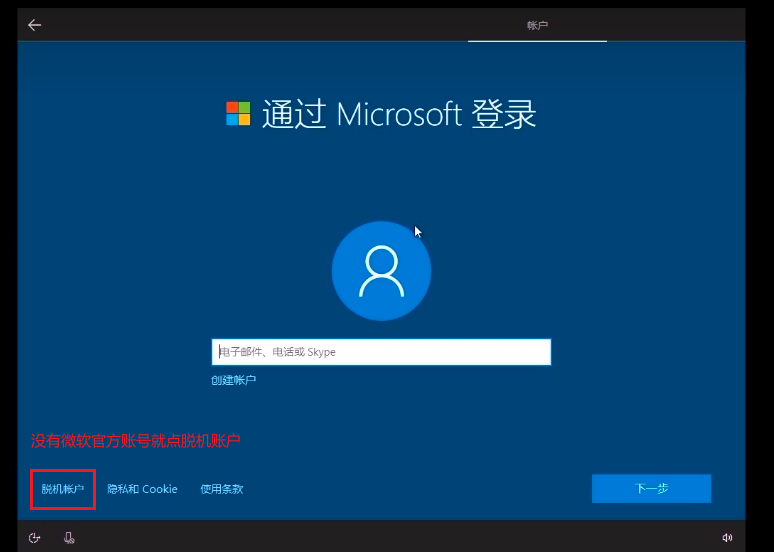 帐户
通过 Microsoft 登录
电子邮件、电话或 Skype
创建帐户
没有微软官方账号就点脱机账户
脱机帐户 隐私和 Cookie 使用条款 下一步